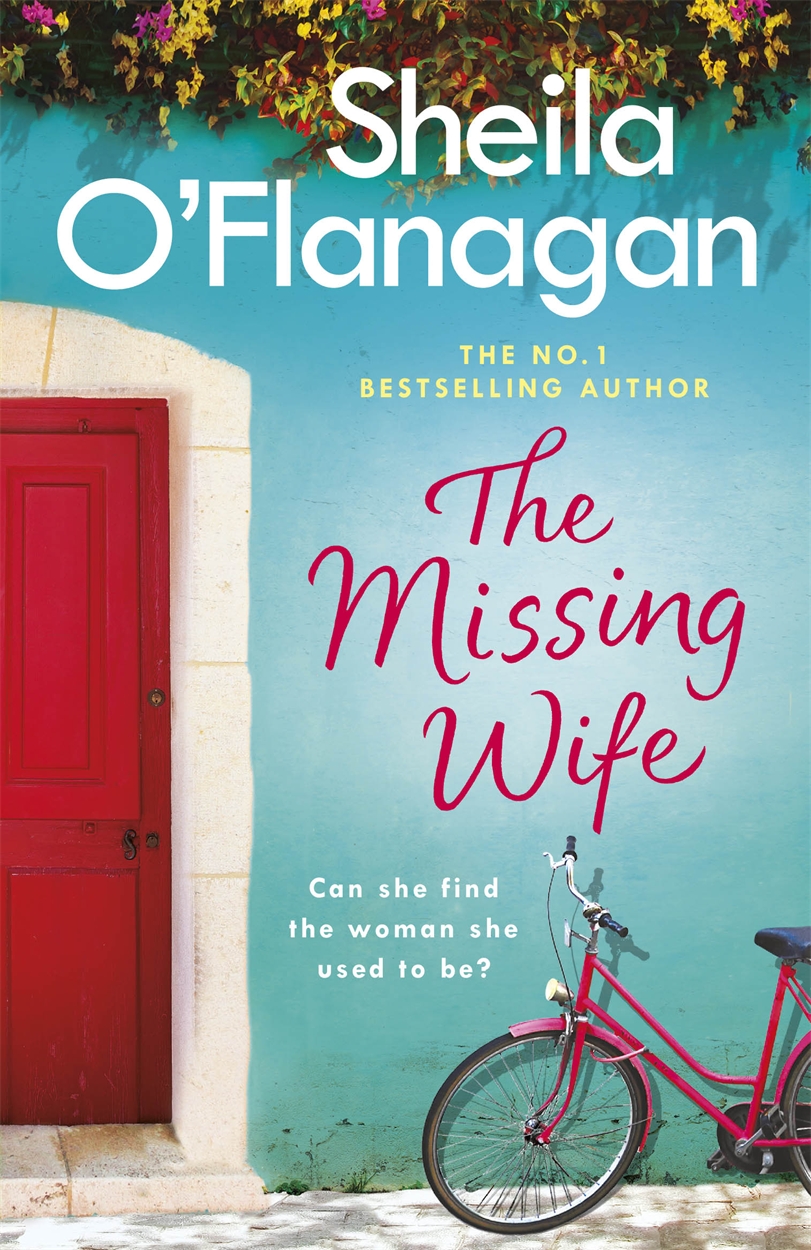 Sheila
O’Flanagan
THE NO.1
BESTSELLING AUTHOR
The
Missing
Wife
Can she find
the woman she
used to be?